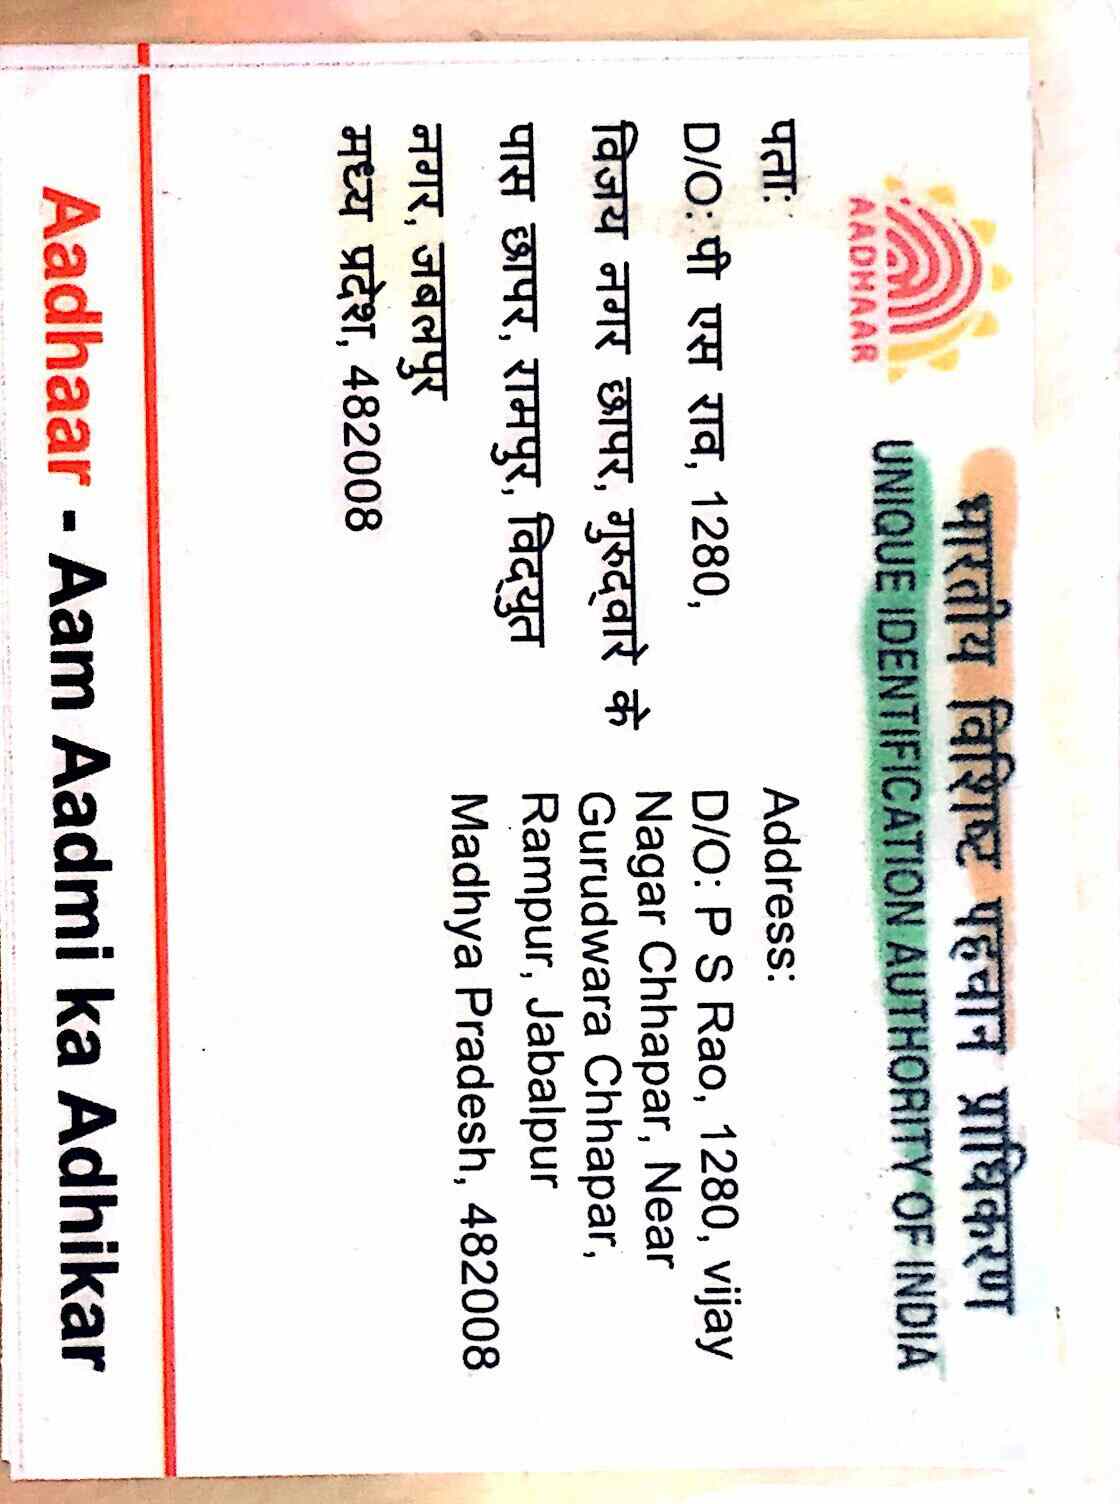 भारतीय विशिष्ट पहचान प्राधिकरण
UNIQUE IDENTIFICATION AUTHORITY OF INDIA
AADHAAR
पता:
D/O: पी एस राव, 1280,
विजय नगर छापर, गुरुद्वारे के
पास छापर, रामपुर, विद्युत
नगर, जबलपुर
मध्य प्रदेश, 482008
Address:
D/O: P S Rao, 1280, vijay
Nagar Chhapar, Near
Gurudwara Chhapar,
Rampur, Jabalpur
Madhya Pradesh, 482008
Aadhaar - Aam Aadmi ka Adhikar